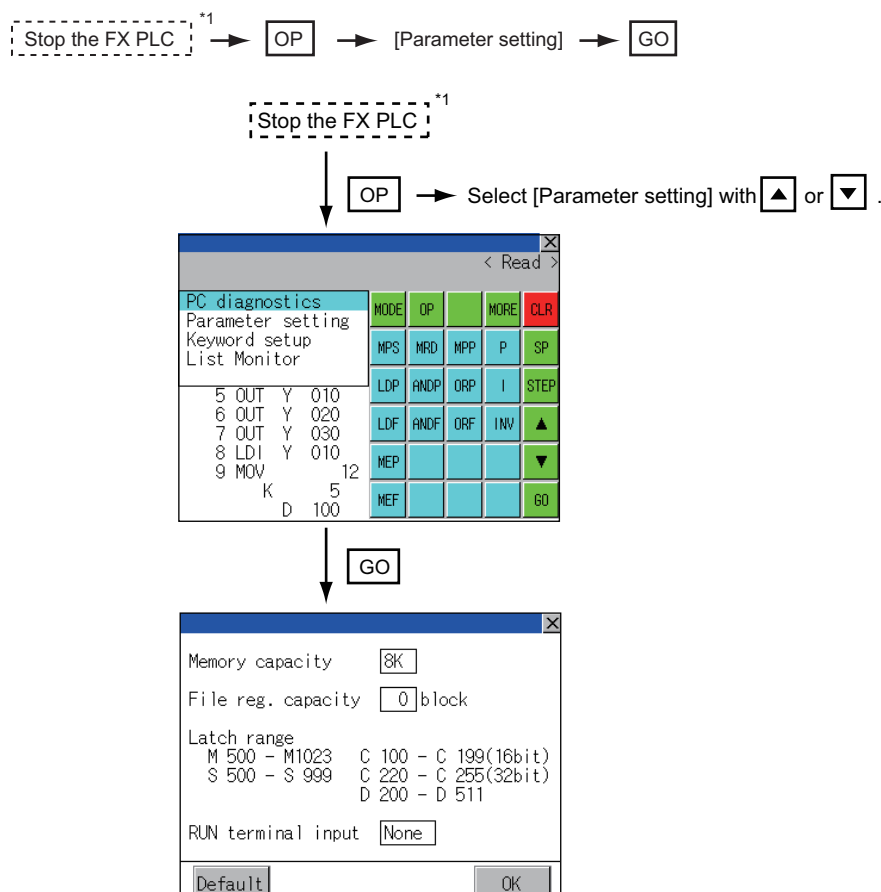 Stop the FX PLC *1 OP [Parameter setting] GO
Stop the FX PLC *1
OP Select [Parameter setting] with ▲ or ▼ .
X
< Read >
PC diagnostics
Parameter setting
Keyword setup
List Monitor
MODE OP MORE CLR
MPS MRD MPP P SP
LDP ANDP ORP I STEP
LDF ANDF ORF INV ▲
MEP ▼
MEF GO
5 OUT Y 010
6 OUT Y 020
7 OUT Y 030
8 LDI Y 010
9 MOV 12
K 5
D 100
GO
X
Memory capacity 8K
File reg. capacity 0 block
Latch range
M 500 - M1023 C 100 - C 199(16bit)
S 500 - S 999 C 220 - C 255(32bit)
D 200 - D 511
RUN terminal input None
Default OK